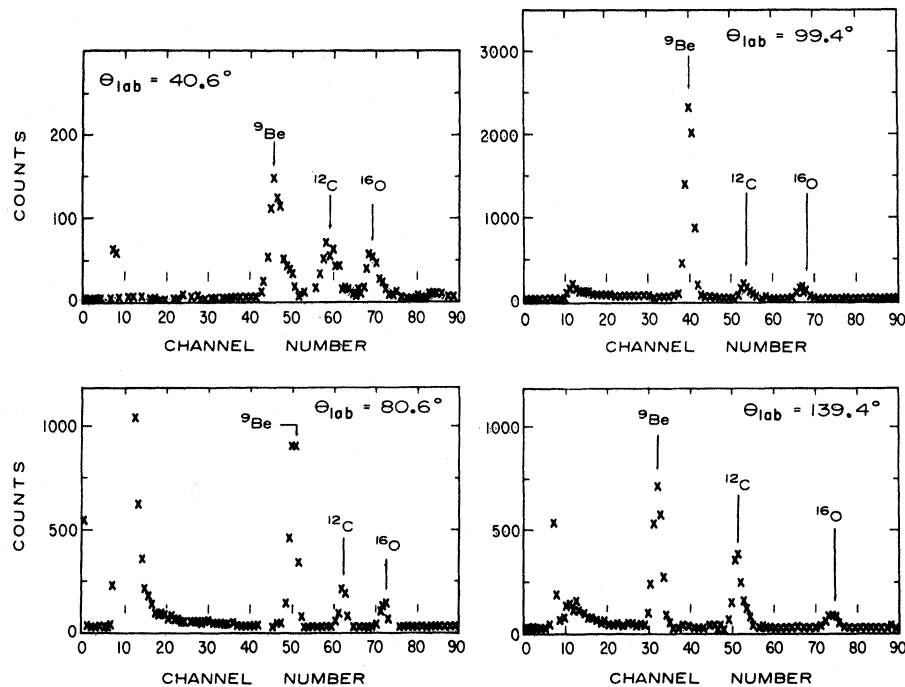 Θlab = 40.6°
⁹Be
¹²C
¹⁶O
COUNTS
0
100
200
0 10 20 30 40 50 60 70 80 90
CHANNEL NUMBER
Θlab = 99.4°
⁹Be
¹²C
¹⁶O
3000
2000
1000
0
0 10 20 30 40 50 60 70 80 90
CHANNEL NUMBER
Θlab = 80.6°
⁹Be
¹²C
¹⁶O
COUNTS
1000
500
0
0 10 20 30 40 50 60 70 80 90
CHANNEL NUMBER
Θlab = 139.4°
⁹Be
¹²C
¹⁶O
1000
500
0
0 10 20 30 40 50 60 70 80 90
CHANNEL NUMBER